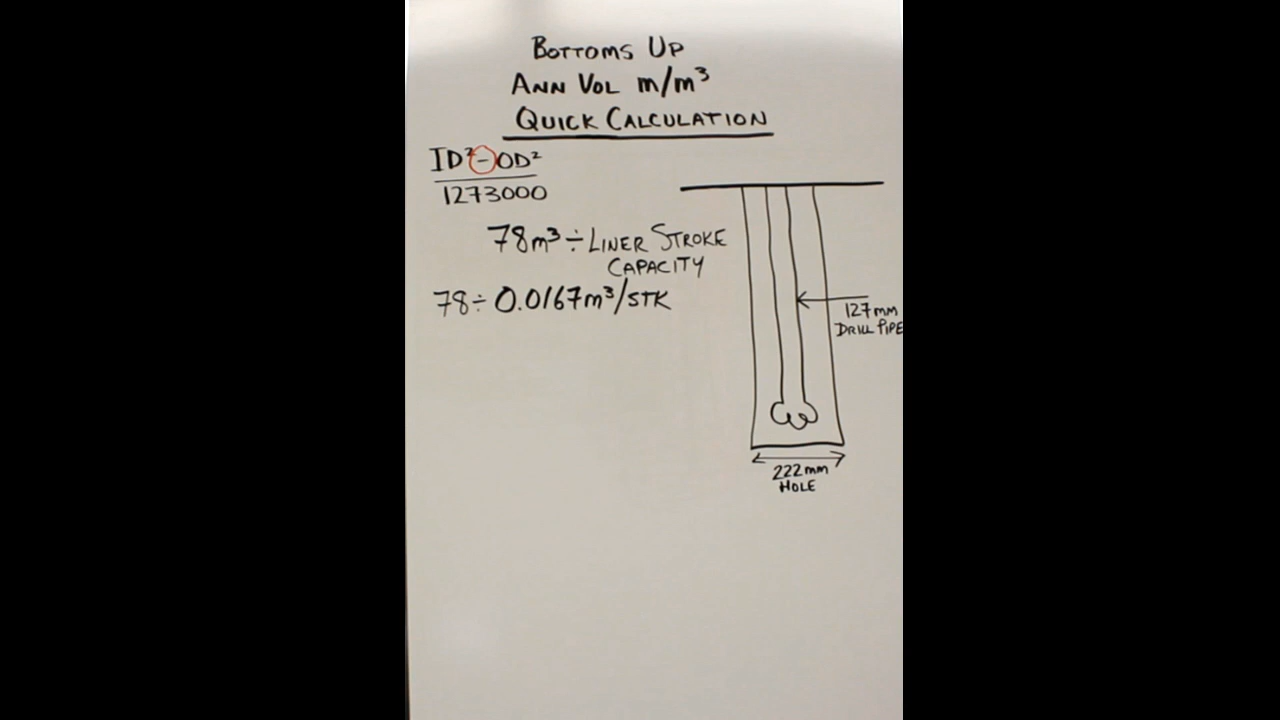 BOTTOMS UP
ANN VOL m/m³
QUICK CALCULATION
ID²-OD²
1273000
78m³÷LINER STROKE
CAPACITY
78÷0.0167m³/STK
127mm
DRILL PIPE
222mm
HOLE